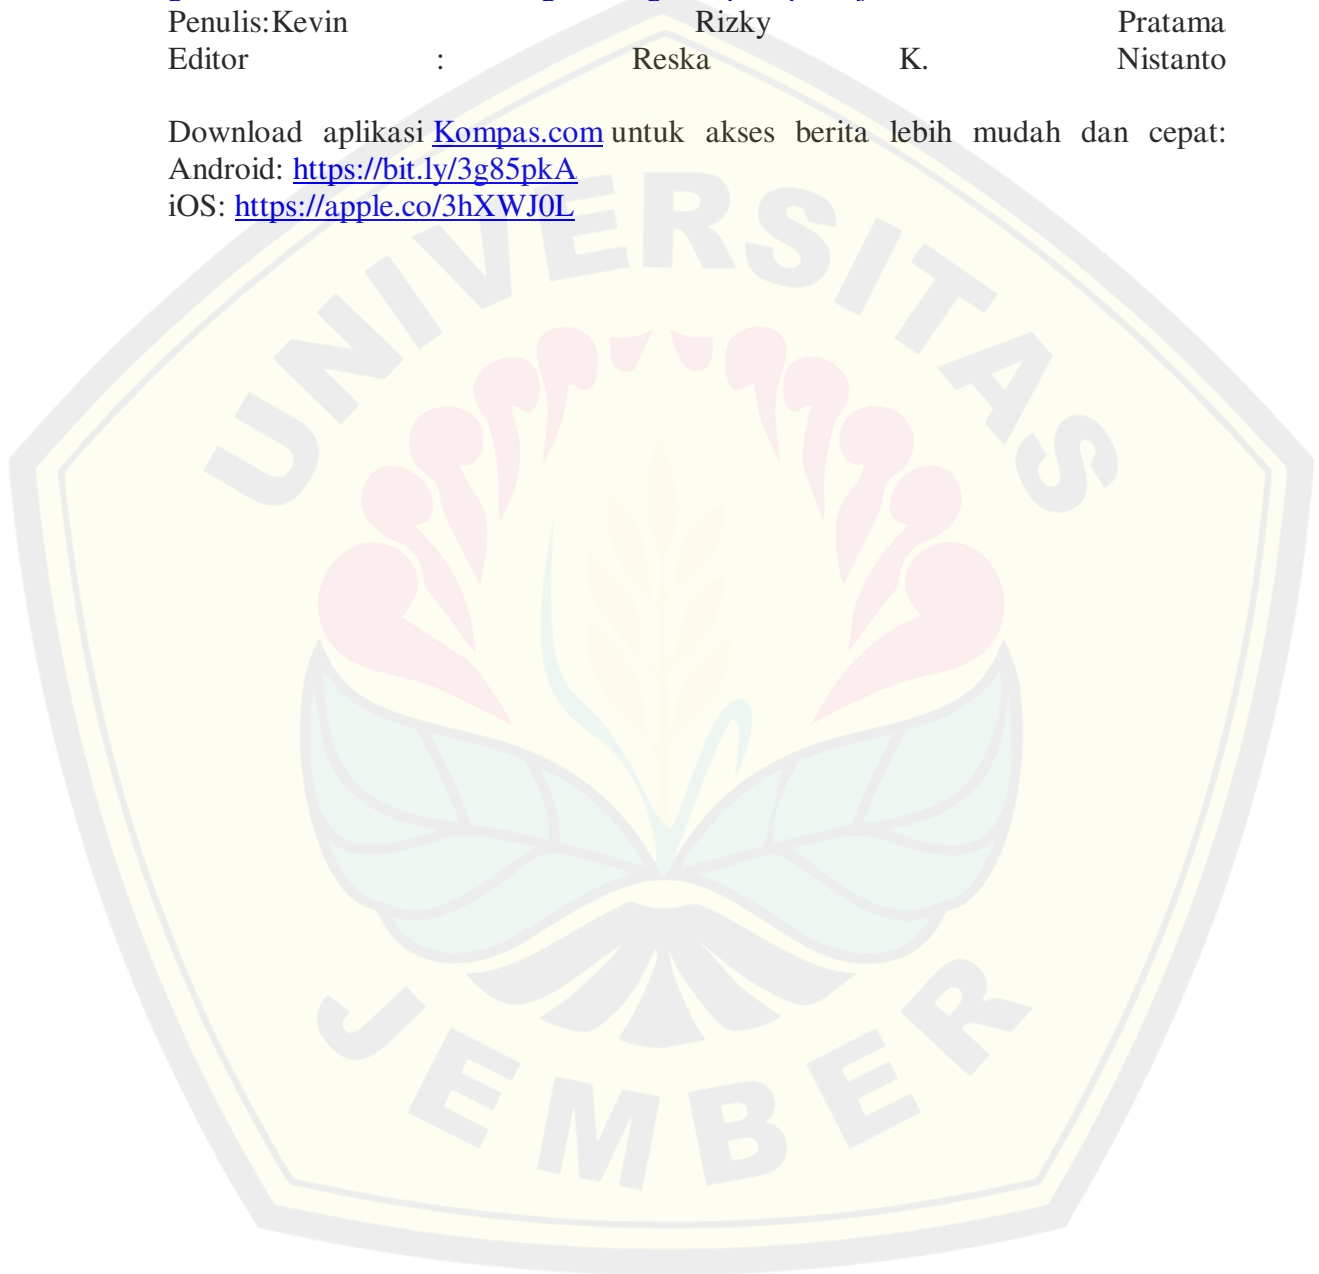 Penulis:Kevin Rizky Pratama
Editor : Reska K. Nistanto
Download aplikasi Kompas.com untuk akses berita lebih mudah dan cepat:
Android: https://bit.ly/3g85pkA
iOS: https://apple.co/3hXWJ0L
UNIVERSITAS
JEMBER